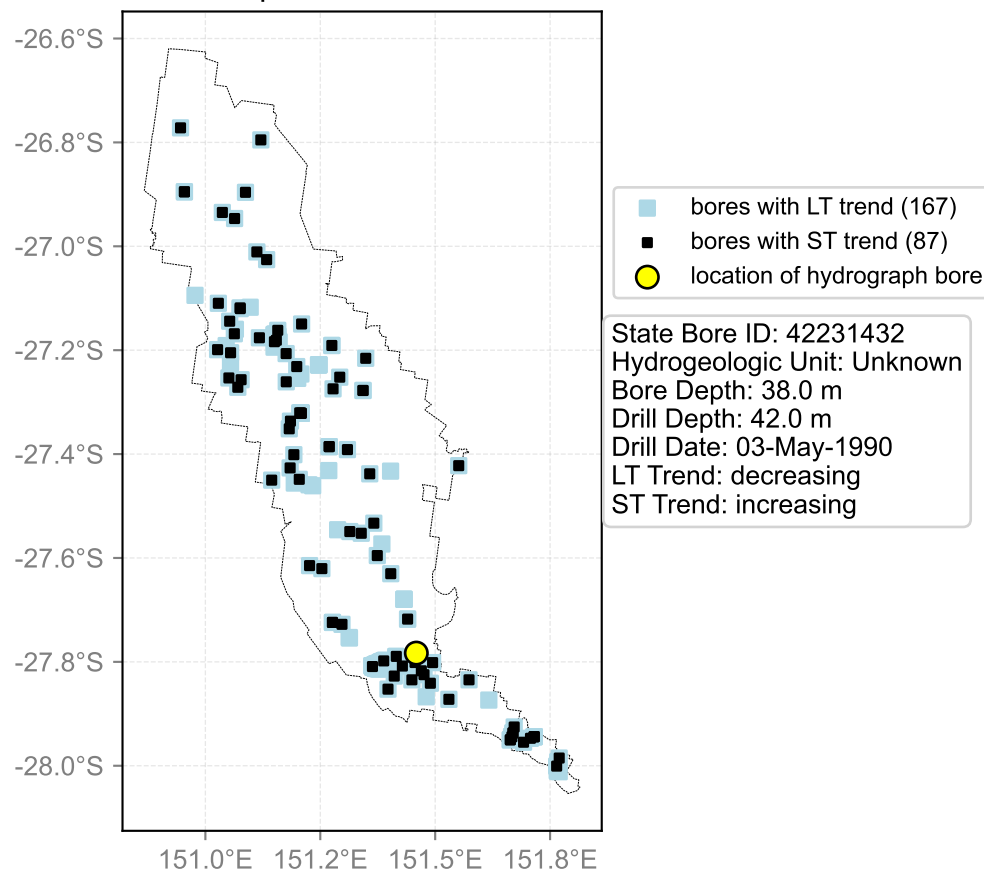 -26.6°S
-26.8°S
-27.0°S
-27.2°S
-27.4°S
-27.6°S
-27.8°S
-28.0°S
151.0°E
151.2°E
151.5°E
151.8°E
bores with LT trend (167)
bores with ST trend (87)
location of hydrograph bore
State Bore ID: 42231432
Hydrogeologic Unit: Unknown
Bore Depth: 38.0 m
Drill Depth: 42.0 m
Drill Date: 03-May-1990
LT Trend: decreasing
ST Trend: increasing